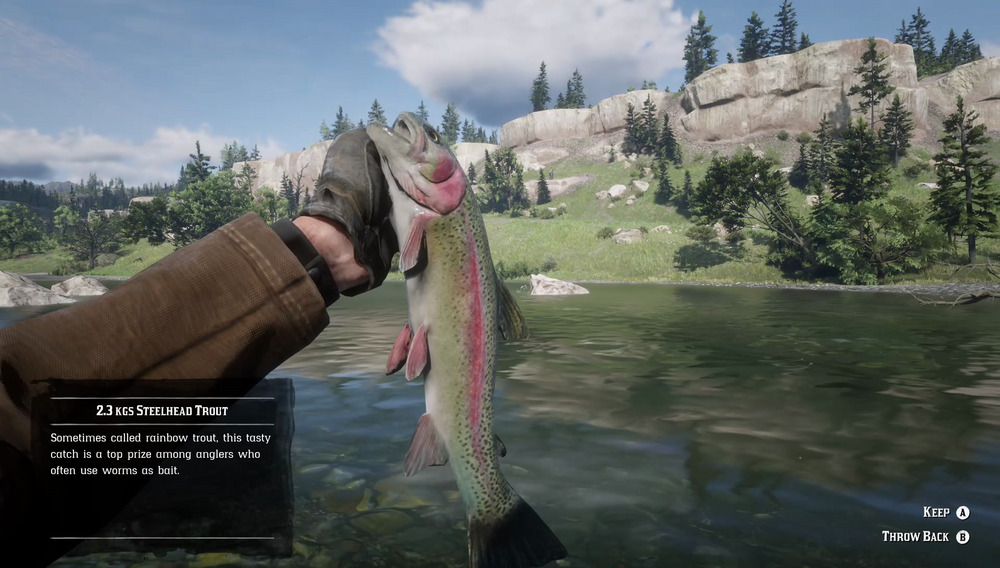 2.3 KGS STEELHEAD TROUT
Sometimes called rainbow trout, this tasty
catch is a top prize among anglers who
often use worms as bait.
KEEP A
THROW BACK B